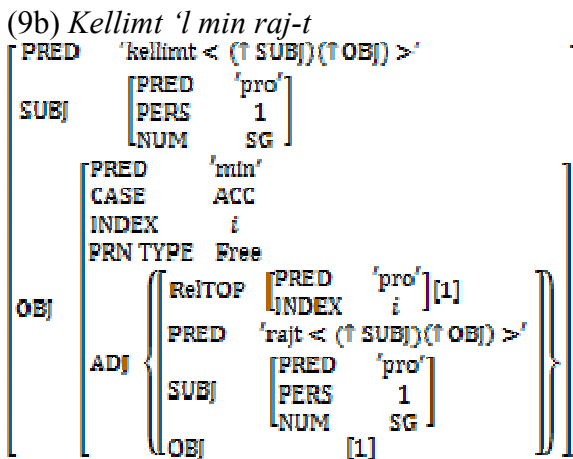 (9b) Kellimt ‘l min raj-t
PRED 'kellimt < (↑ SUBJ)(↑ OBJ) >'
PRED 'pro'
SUBJ PERS 1
NUM SG
PRED 'min'
CASE ACC
INDEX i
PRN TYPE Free
RelTOP PRED 'pro' [1]
INDEX i
OBJ
PRED 'rajt < (↑ SUBJ)(↑ OBJ) >'
ADJ
PRED 'pro'
SUBJ PERS 1
NUM SG
OBJ [1]